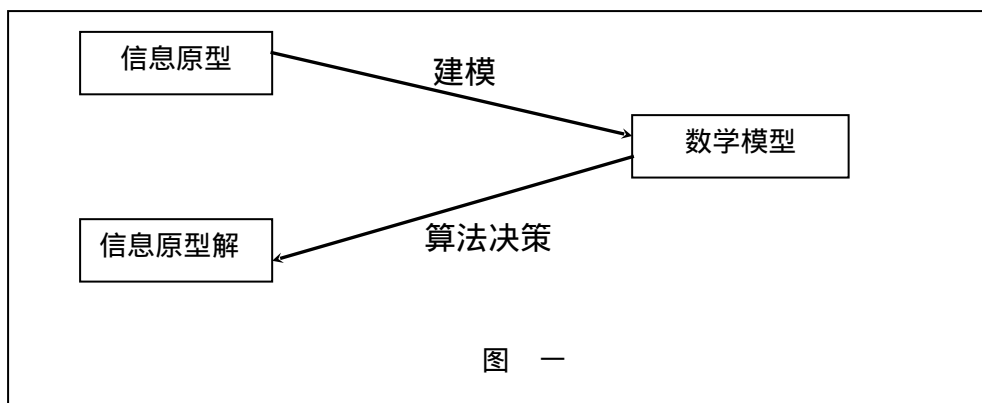 信息原型
建模
数学模型
信息原型解
算法决策
图 一